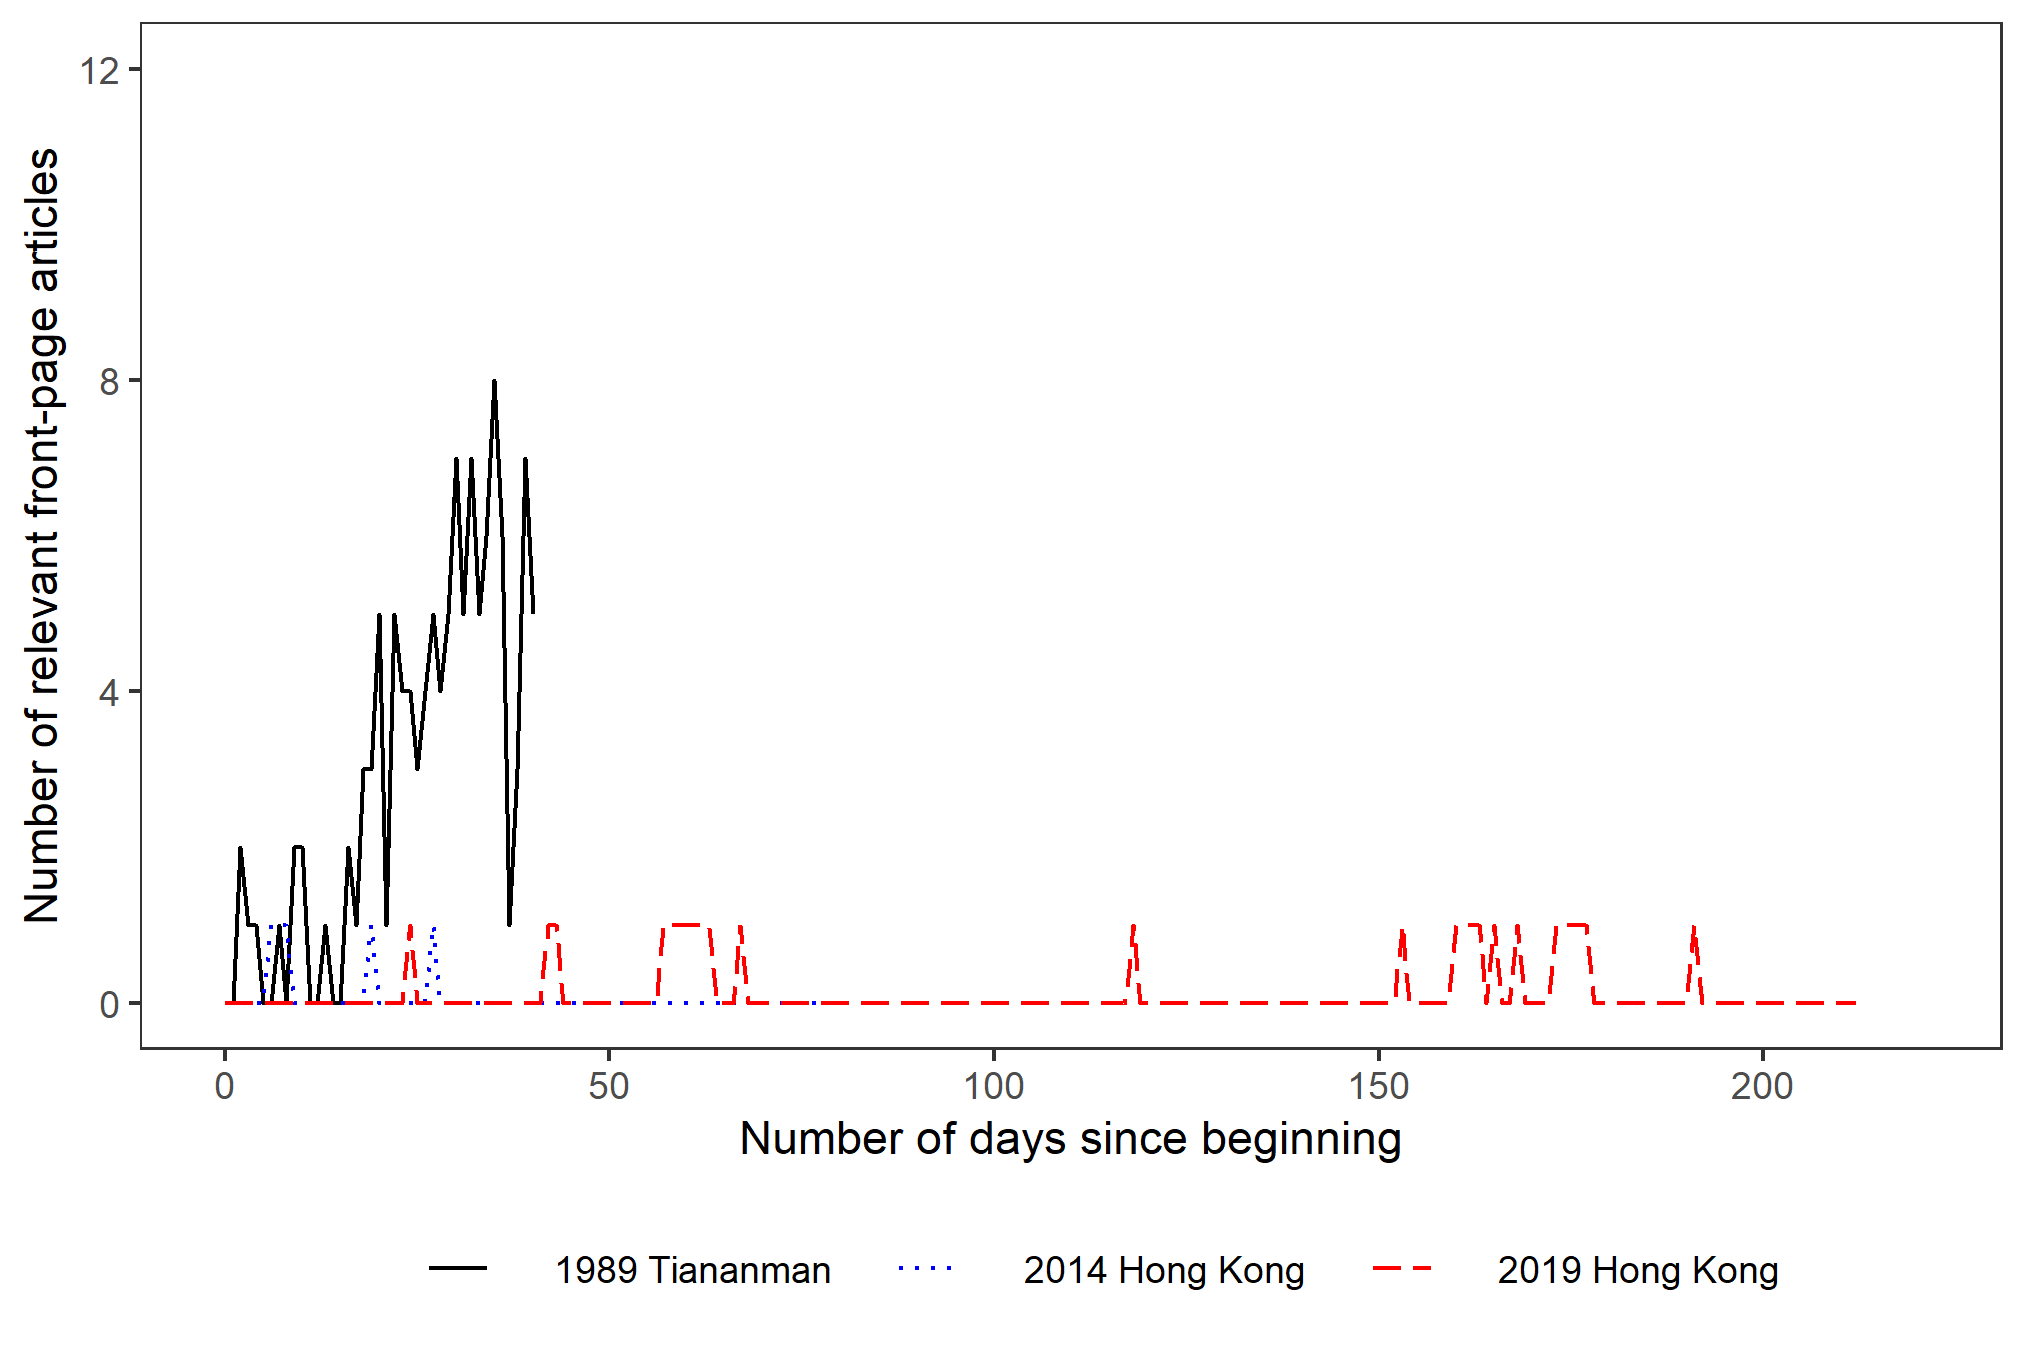 Number of relevant front-page articles
12
8
4
0
0 50 100 150 200
Number of days since beginning
1989 Tiananman 2014 Hong Kong 2019 Hong Kong